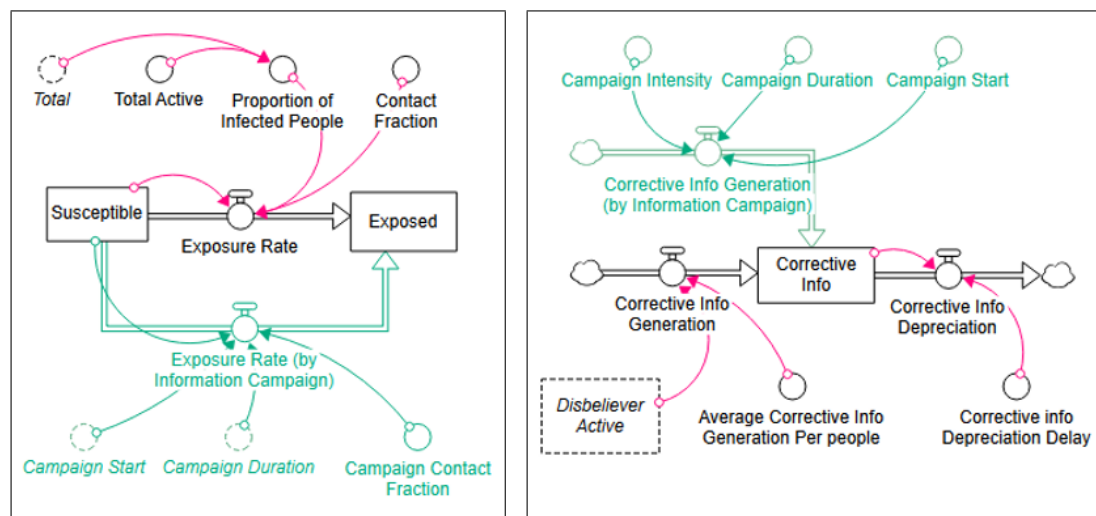 Total
Total Active
Proportion of
Infected People
Contact
Fraction
Susceptible
Exposed
Exposure Rate
Exposure Rate (by
Information Campaign)
Campaign Start
Campaign Duration
Campaign Contact
Fraction
Campaign Intensity
Campaign Duration
Campaign Start
Corrective Info Generation
(by Information Campaign)
Corrective
Info
Corrective Info
Generation
Corrective Info
Depreciation
Disbeliever
Active
Average Corrective Info
Generation Per people
Corrective info
Depreciation Delay